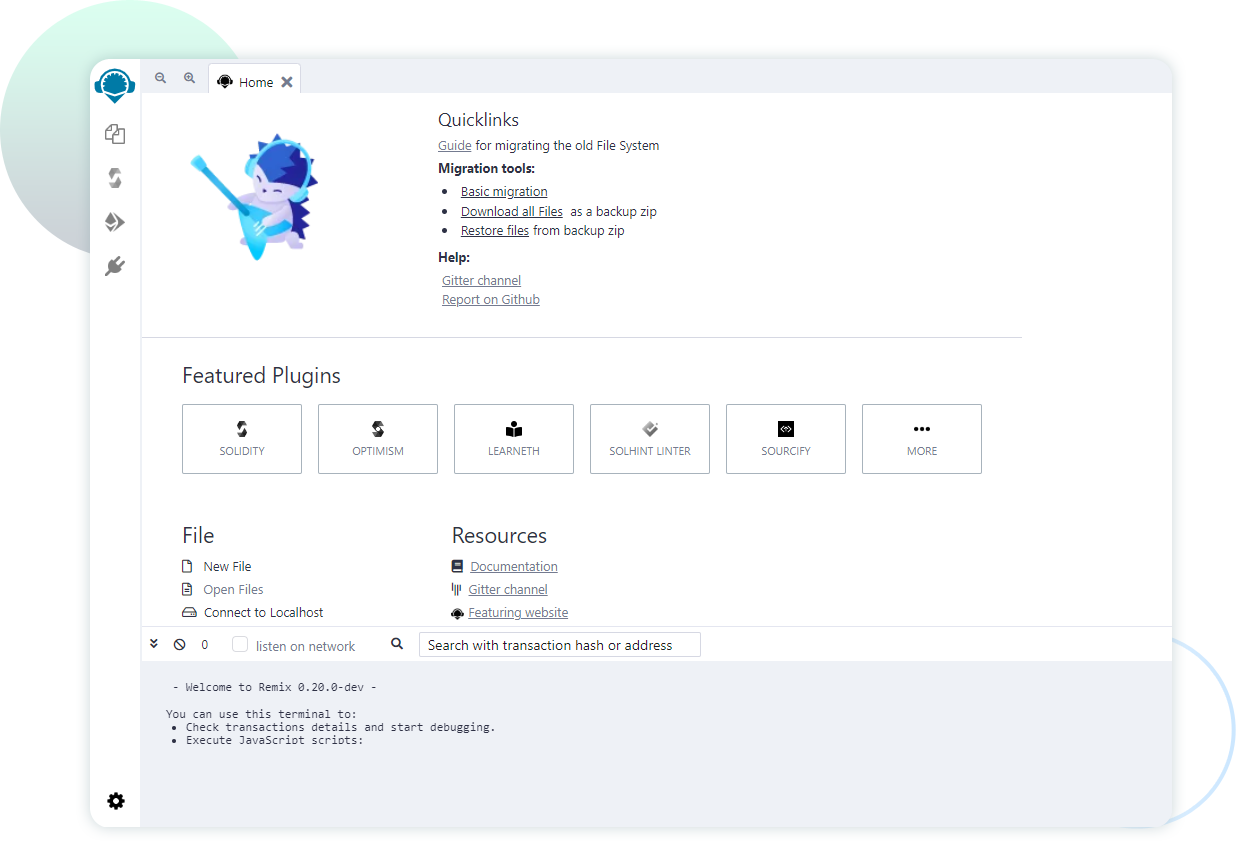 Home
Quicklinks
Guide for migrating the old File System
Migration tools:
Basic migration
Download all Files as a backup zip
Restore files from backup zip
Help:
Gitter channel
Report on Github
Featured Plugins
SOLIDITY OPTIMISM LEARNETH SOLHINT LINTER SOURCIFY MORE
File
New File
Open Files
Connect to Localhost
Resources
Documentation
Gitter channel
Featuring website
0 listen on network Search with transaction hash or address
- Welcome to Remix 0.20.0-dev -
You can use this terminal to:
• Check transactions details and start debugging.
• Execute JavaScript scripts: